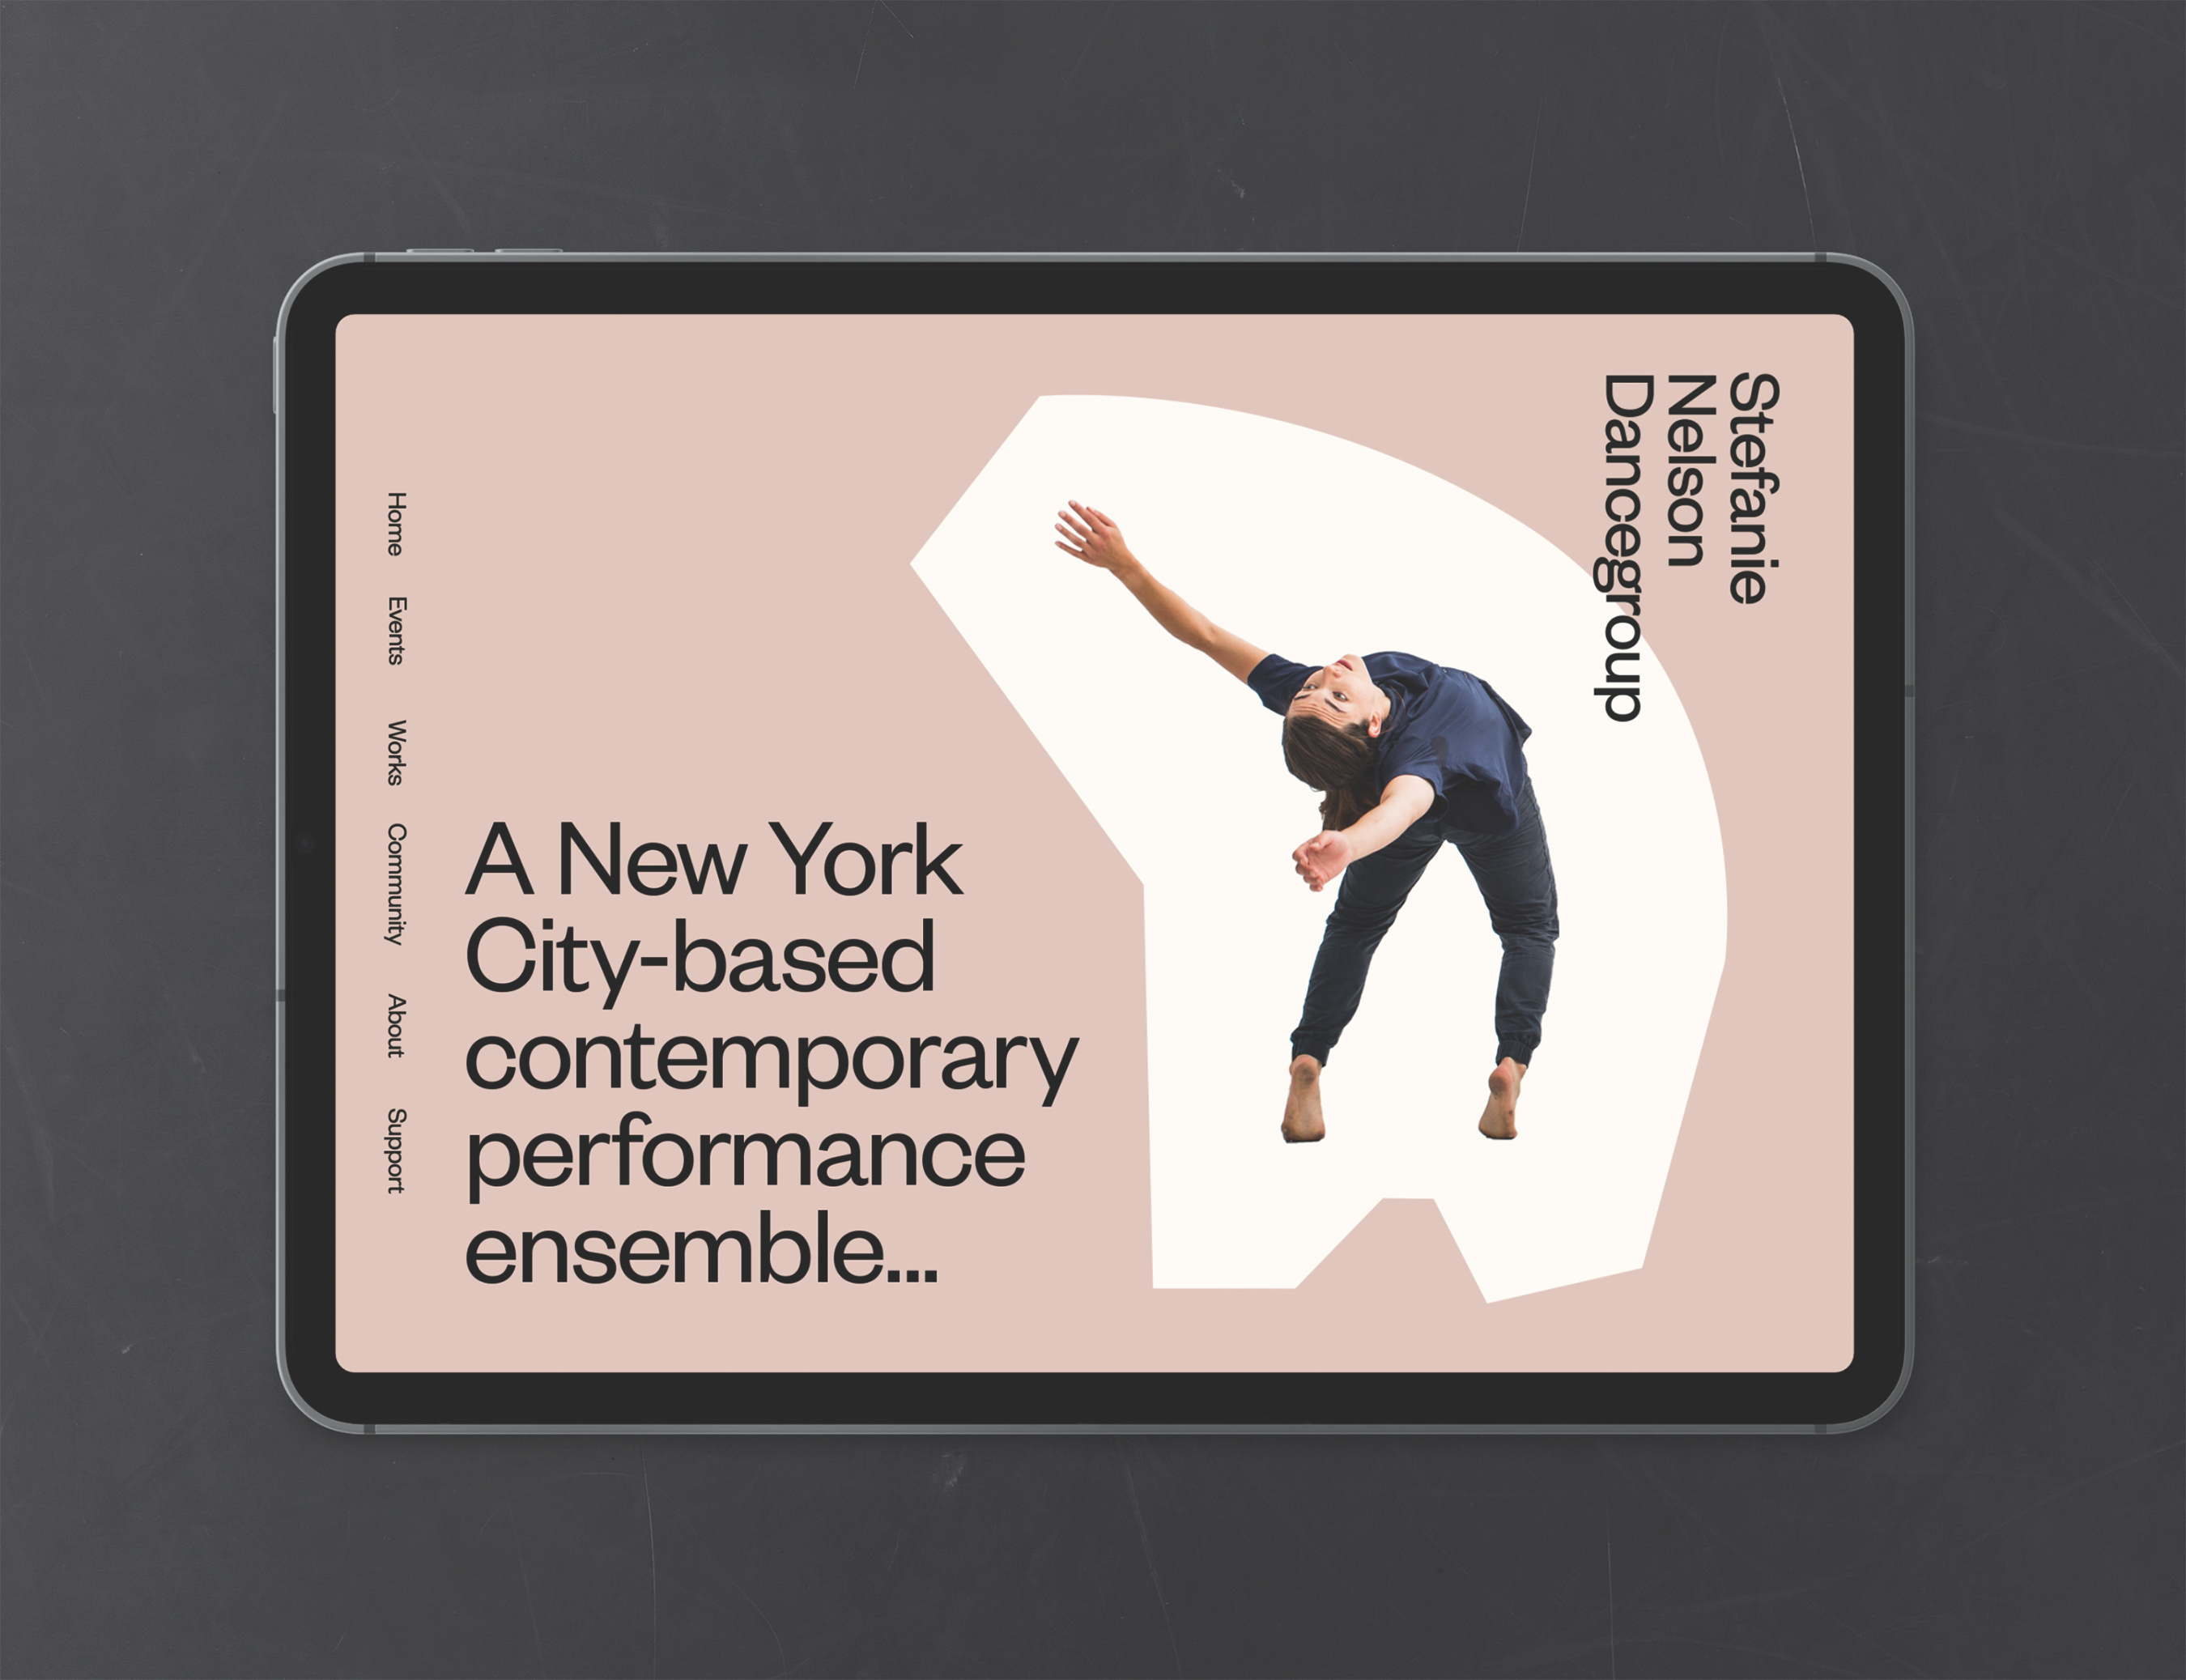 Stefanie
Nelson
Dancegroup
Home
Events
Works
Community
About
Support
A New York
City-based
contemporary
performance
ensemble...